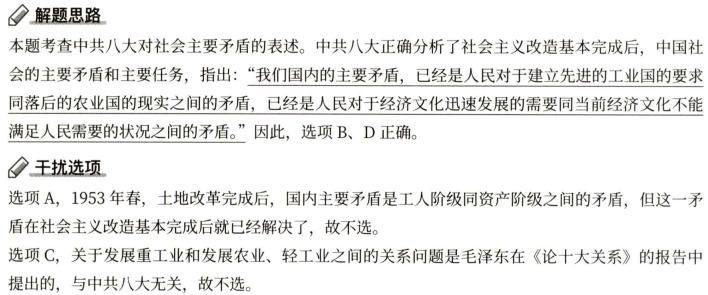 解题思路
本题考查中共八大对社会主要矛盾的表述。中共八大正确分析了社会主义改造基本完成后，中国社
会的主要矛盾和主要任务，指出：“我们国内的主要矛盾，已经是人民对于建立先进的工业国的要求
同落后的农业国的现实之间的矛盾，已经是人民对于经济文化迅速发展的需要同当前经济文化不能
满足人民需要的状况之间的矛盾。”因此，选项 B、D 正确。
干扰选项
选项 A，1953 年春，土地改革完成后，国内主要矛盾是工人阶级同资产阶级之间的矛盾，但这一矛
盾在社会主义改造基本完成后就已经解决了，故不选。
选项 C，关于发展重工业和发展农业、轻工业之间的关系问题是毛泽东在《论十大关系》的报告中
提出的，与中共八大无关，故不选。